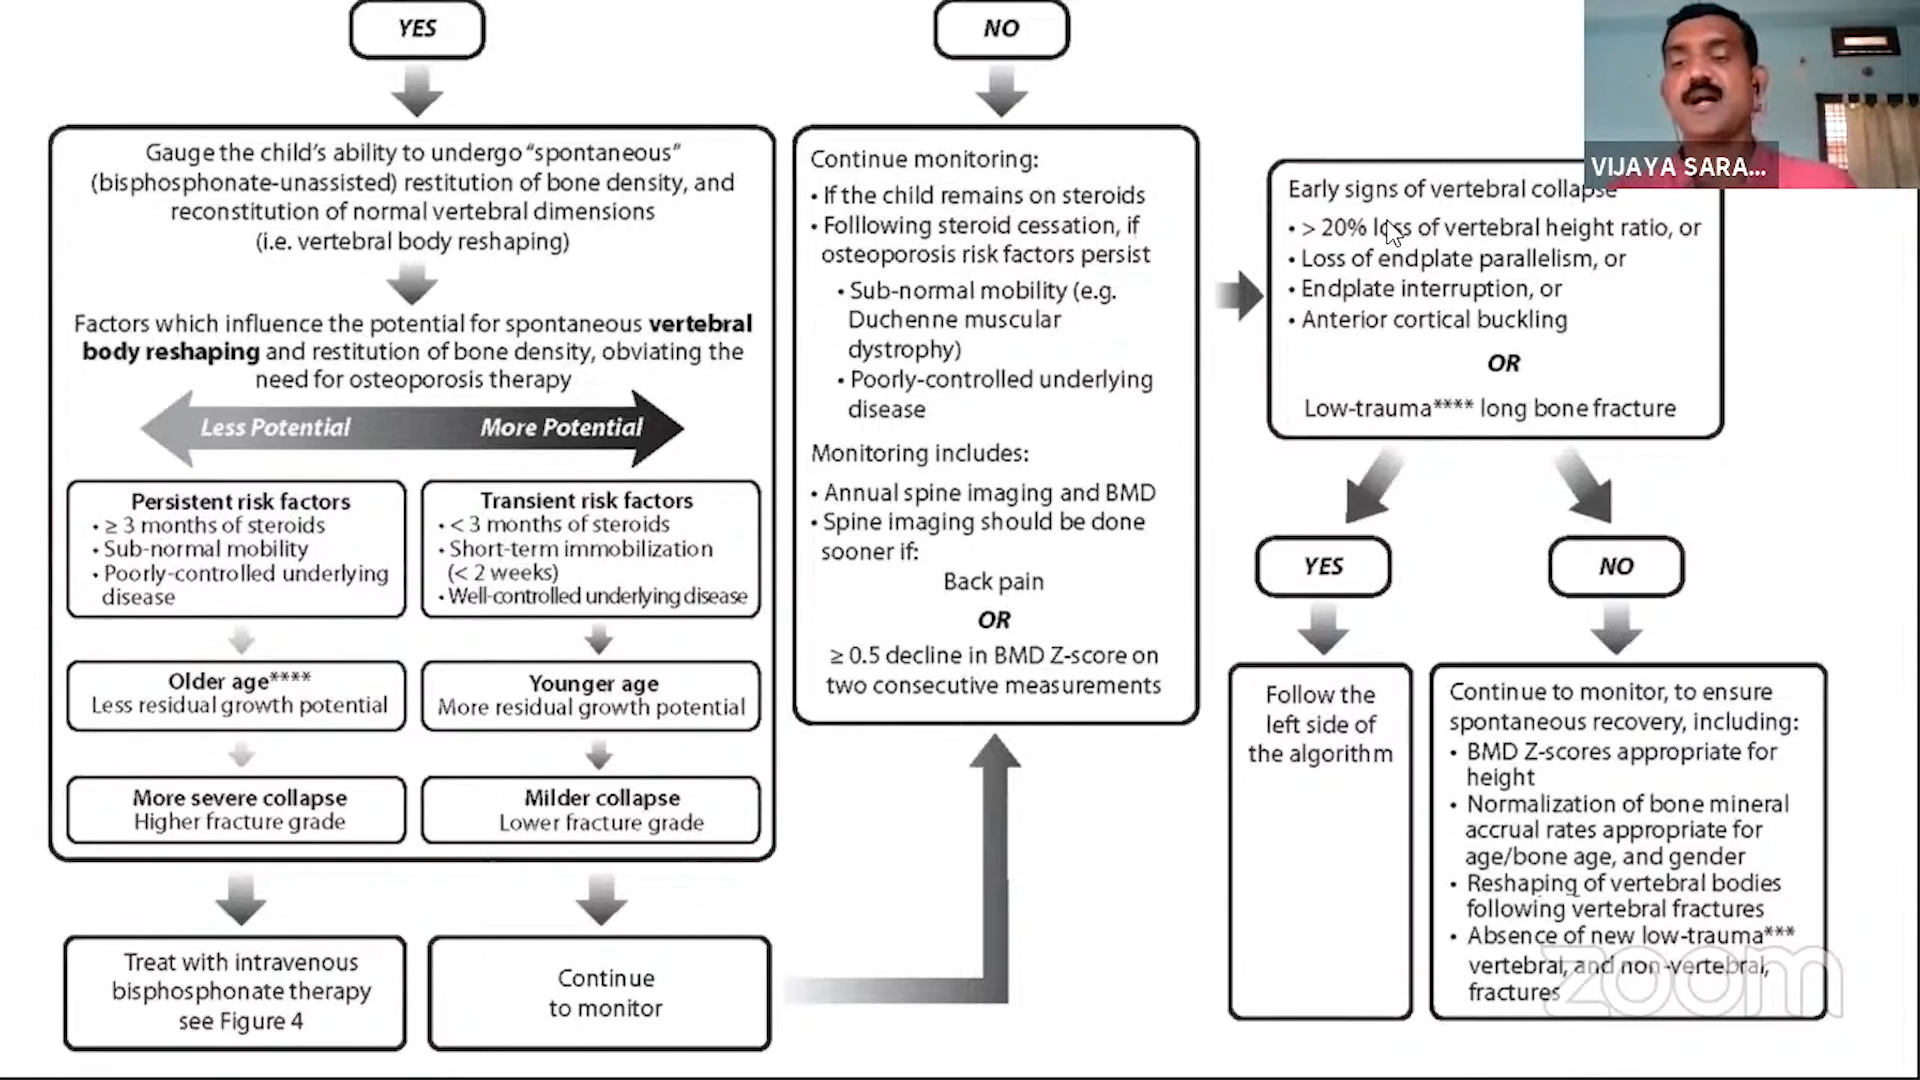 YES
Gauge the child's ability to undergo "spontaneous"
(bisphosphonate-unassisted) restitution of bone density, and
reconstitution of normal vertebral dimensions
(i.e. vertebral body reshaping)
Factors which influence the potential for spontaneous vertebral
body reshaping and restitution of bone density, obviating the
need for osteoporosis therapy
Less Potential
More Potential
Persistent risk factors
• ≥ 3 months of steroids
• Sub-normal mobility
• Poorly-controlled underlying
disease
Transient risk factors
• < 3 months of steroids
• Short-term immobilization
(< 2 weeks)
• Well-controlled underlying disease
Older age****
Less residual growth potential
Younger age
More residual growth potential
More severe collapse
Higher fracture grade
Milder collapse
Lower fracture grade
Treat with intravenous
bisphosphonate therapy
see Figure 4
Continue
to monitor
NO
Continue monitoring:
• If the child remains on steroids
• Folllowing steroid cessation, if
osteoporosis risk factors persist
• Sub-normal mobility (e.g.
Duchenne muscular
dystrophy)
• Poorly-controlled underlying
disease
Monitoring includes:
• Annual spine imaging and BMD
• Spine imaging should be done
sooner if:
Back pain
OR
≥ 0.5 decline in BMD Z-score on
two consecutive measurements
VIJAYA SARA...
Early signs of vertebral collapse
• > 20% loss of vertebral height ratio, or
• Loss of endplate parallelism, or
• Endplate interruption, or
• Anterior cortical buckling
OR
Low-trauma**** long bone fracture
YES
Follow the
left side of
the algorithm
NO
Continue to monitor, to ensure
spontaneous recovery, including:
• BMD Z-scores appropriate for
height
• Normalization of bone mineral
accrual rates appropriate for
age/bone age, and gender
• Reshaping of vertebral bodies
following vertebral fractures
• Absence of new low-trauma***
vertebral, and non-vertebral,
fractures
zoom